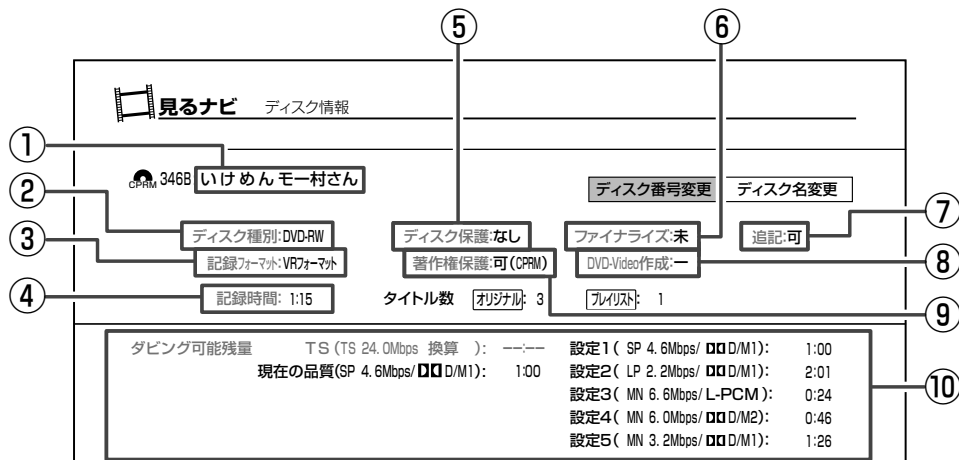 ⑤ ⑥
見るナビ ディスク情報
①
CPRM 346B いけめんモー村さん
ディスク番号変更 ディスク名変更
② ⑦
ディスク種別:DVD-RW ディスク保護:なし ファイナライズ:未 追記:可
③ 記録フォーマット:VRフォーマット 著作権保護:可(CPRM) DVD-Video作成:ー ⑧
④ 記録時間: 1:15 タイトル数 オリジナル: 3 プレイリスト: 1 ⑨
ダビング可能残量 TS(TS 24.0Mbps 換算 ): --:-- 設定1( SP 4.6Mbps/ DD D/M1): 1:00
現在の品質(SP 4.6Mbps/DD D/M1): 1:00 設定2( LP 2.2Mbps/ DD D/M1): 2:01
設定3( MN 6.6Mbps/ L-PCM ): 0:24 ⑩
設定4( MN 6.0Mbps/ DD D/M2): 0:46
設定5( MN 3.2Mbps/ DD D/M1): 1:26